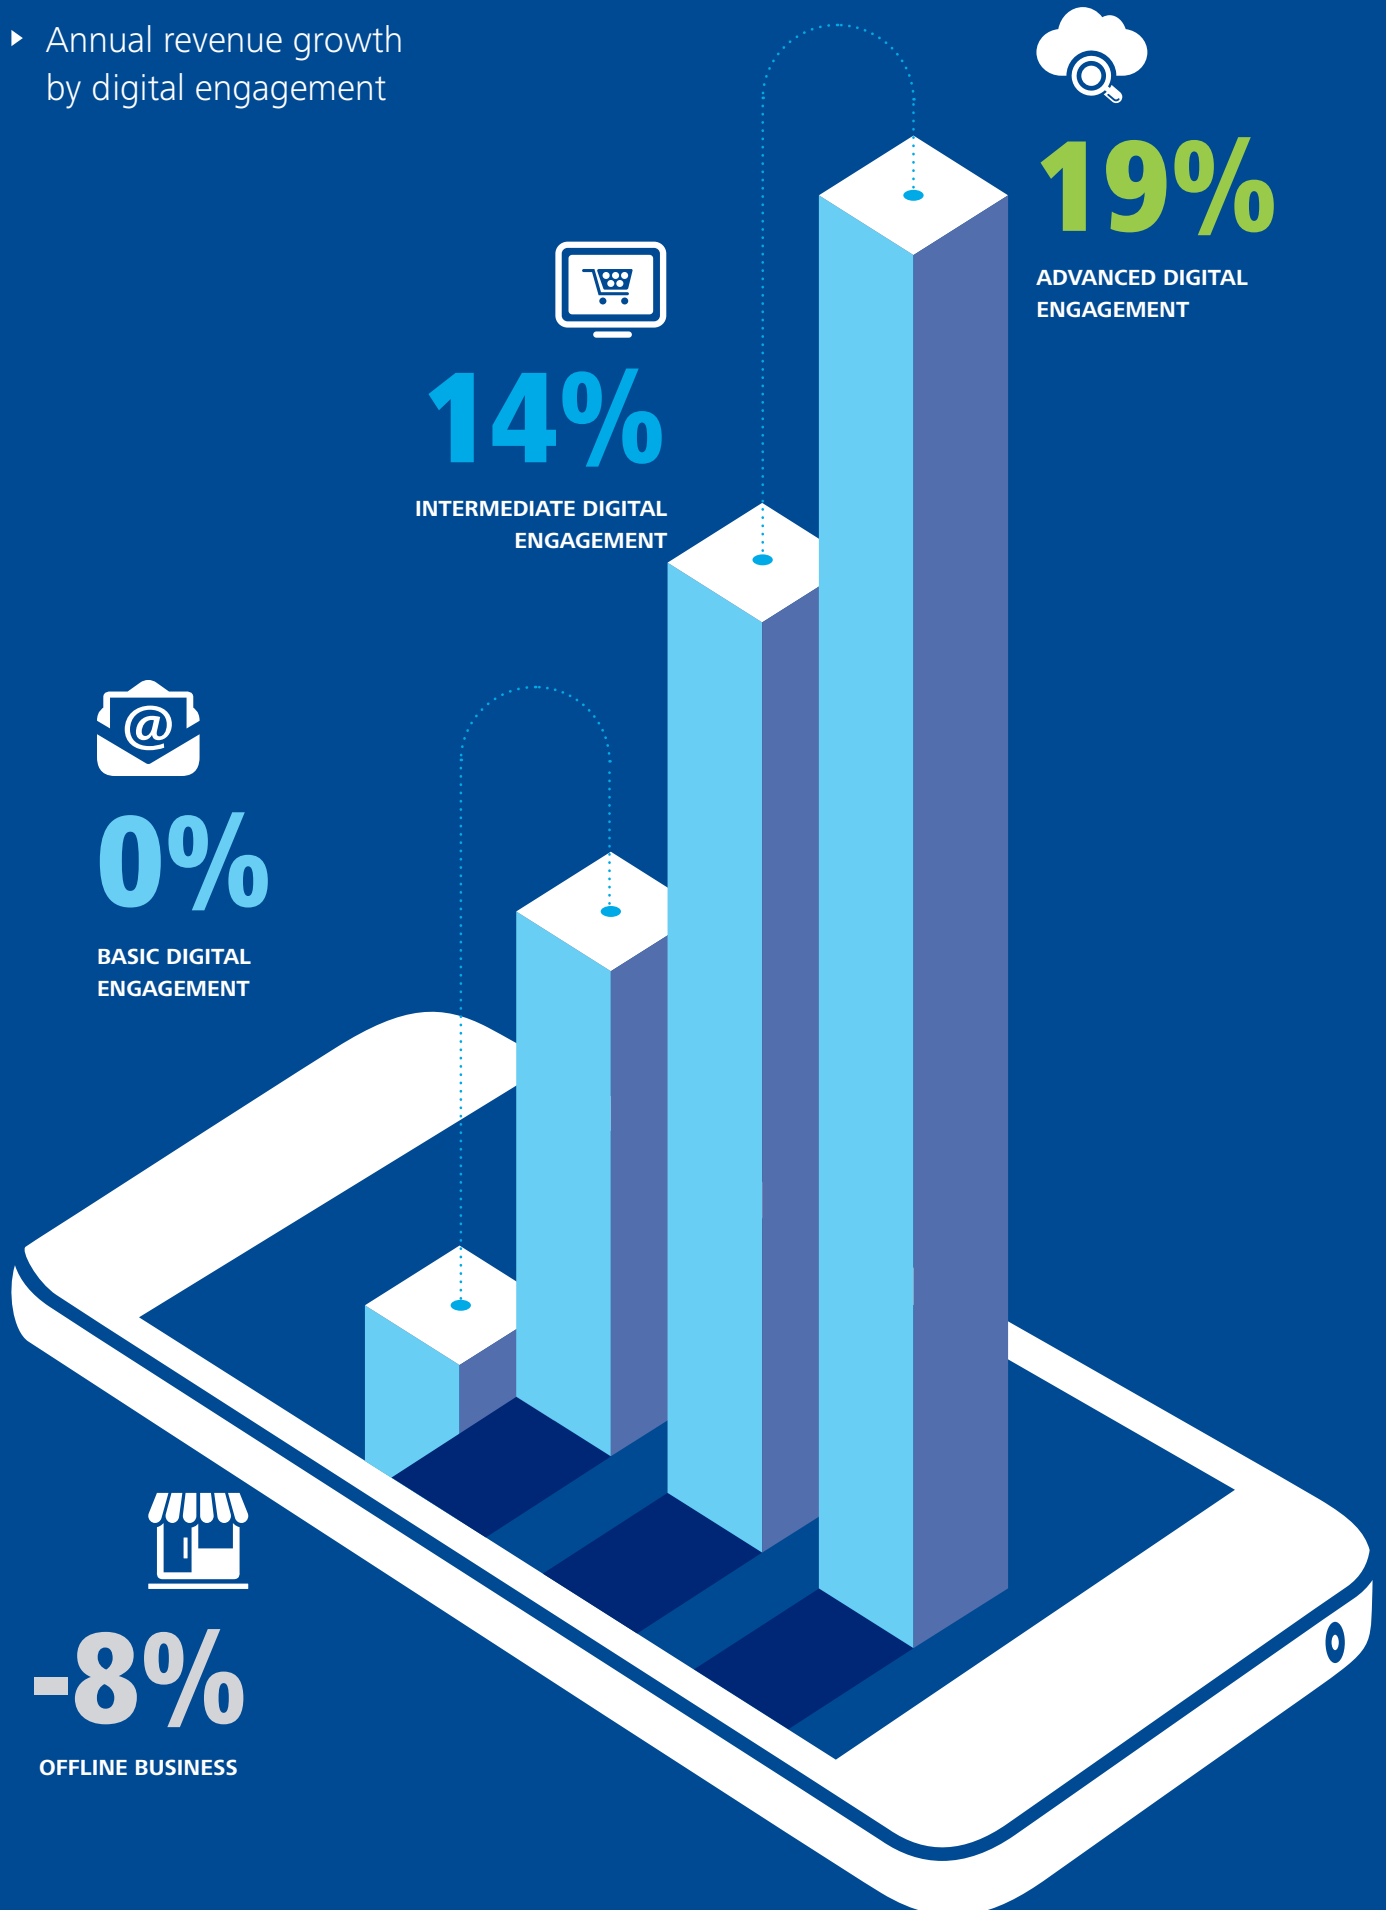 Annual revenue growth
by digital engagement
19%
ADVANCED DIGITAL
ENGAGEMENT
14%
INTERMEDIATE DIGITAL
ENGAGEMENT
@
0%
BASIC DIGITAL
ENGAGEMENT
-8%
OFFLINE BUSINESS